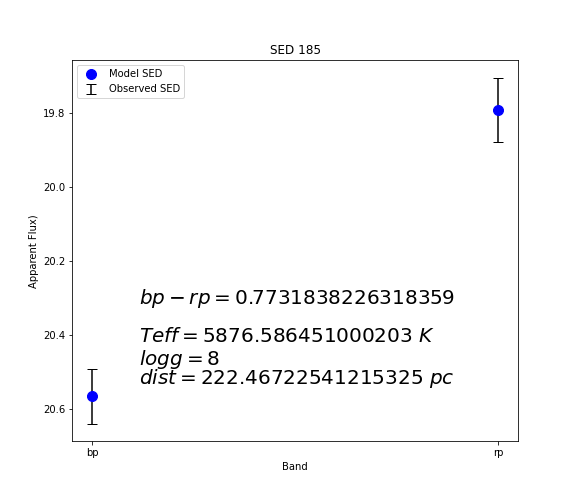 SED 185
Model SED
Observed SED
19.8
20.0
20.2
20.4
20.6
Apparent Flux)
bp − rp = 0.7731838226318359
Teff = 5876.586451000203 K
logg = 8
dist = 222.46722541215325 pc
bp
rp
Band